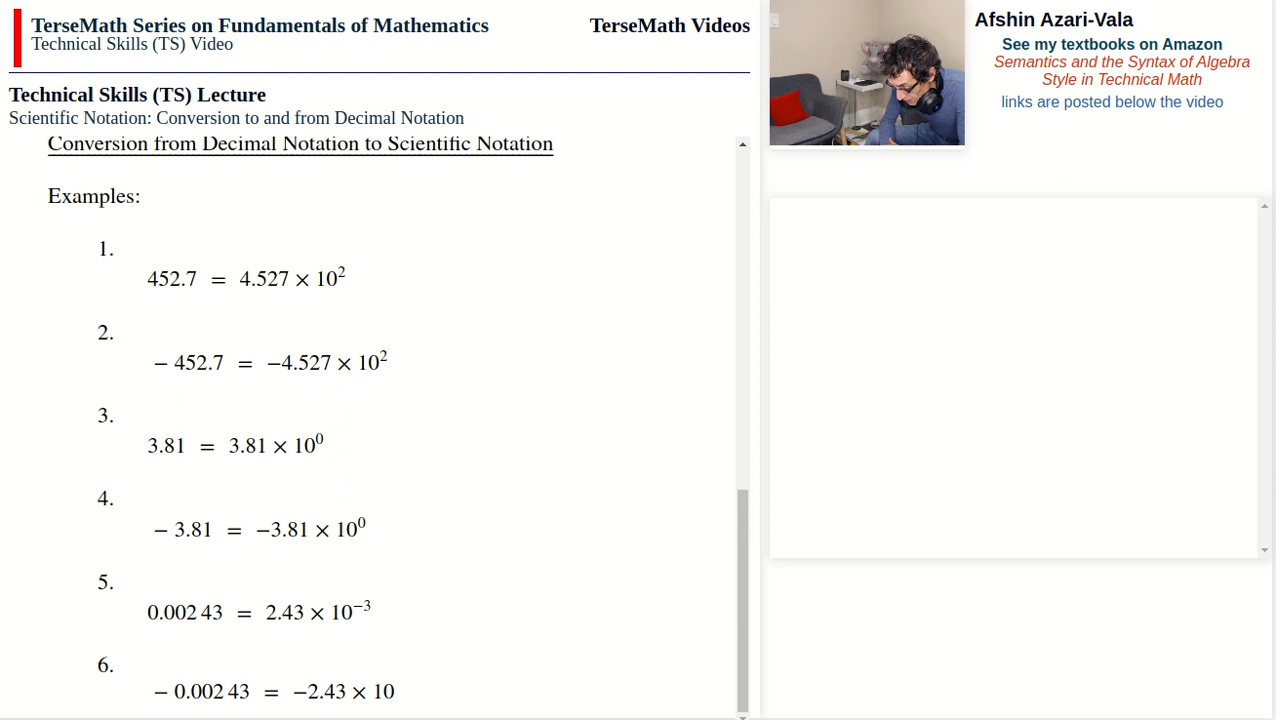 TerseMath Series on Fundamentals of Mathematics
Technical Skills (TS) Video
TerseMath Videos
Technical Skills (TS) Lecture
Scientific Notation: Conversion to and from Decimal Notation
Conversion from Decimal Notation to Scientific Notation
Examples:
1.
452.7 = 4.527 × 10²
2.
− 452.7 = −4.527 × 10²
3.
3.81 = 3.81 × 10⁰
4.
− 3.81 = −3.81 × 10⁰
5.
0.002 43 = 2.43 × 10⁻³
6.
− 0.002 43 = −2.43 × 10
Afshin Azari-Vala
See my textbooks on Amazon
Semantics and the Syntax of Algebra
Style in Technical Math
links are posted below the video